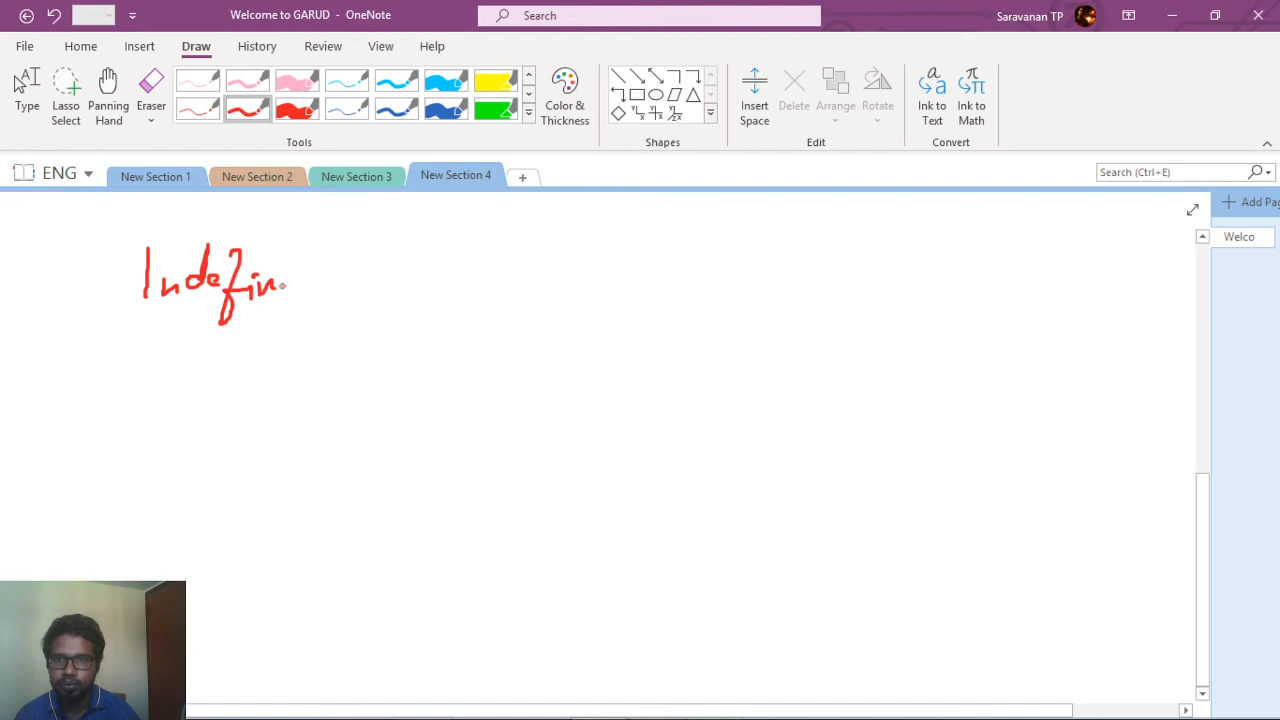 Welcome to GARUD - OneNote
Search
Saravanan TP
File Home Insert Draw History Review View Help
Type
Lasso Select
Panning Hand
Eraser
Color & Thickness
Insert Space
Delete
Arrange
Rotate
Ink to Text
Ink to Math
Tools
Shapes
Edit
Convert
ENG
New Section 1
New Section 2
New Section 3
New Section 4
Search (Ctrl+E)
Add Pag
Welco
Indefin